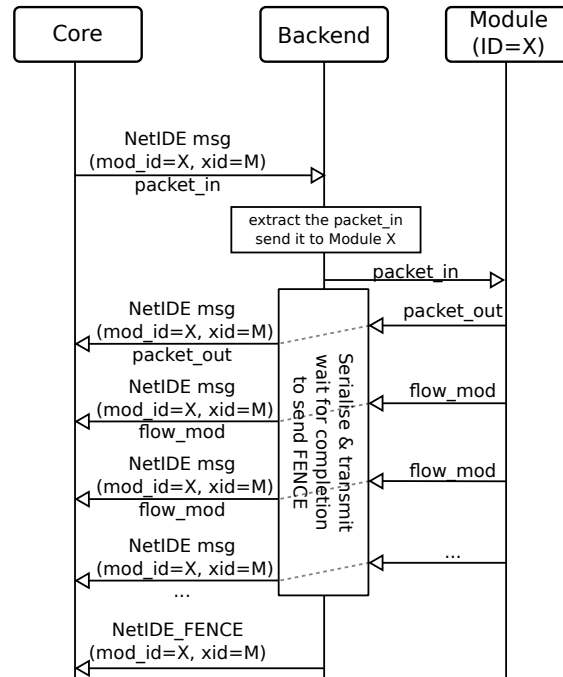 Core
Backend
Module
(ID=X)
NetIDE msg
(mod_id=X, xid=M)
packet_in
extract the packet_in
send it to Module X
packet_in
packet_out
NetIDE msg
(mod_id=X, xid=M)
packet_out
Serialise & transmit
wait for completion
to send FENCE
flow_mod
NetIDE msg
(mod_id=X, xid=M)
flow_mod
flow_mod
NetIDE msg
(mod_id=X, xid=M)
flow_mod
...
NetIDE msg
(mod_id=X, xid=M)
...
NetIDE_FENCE
(mod_id=X, xid=M)